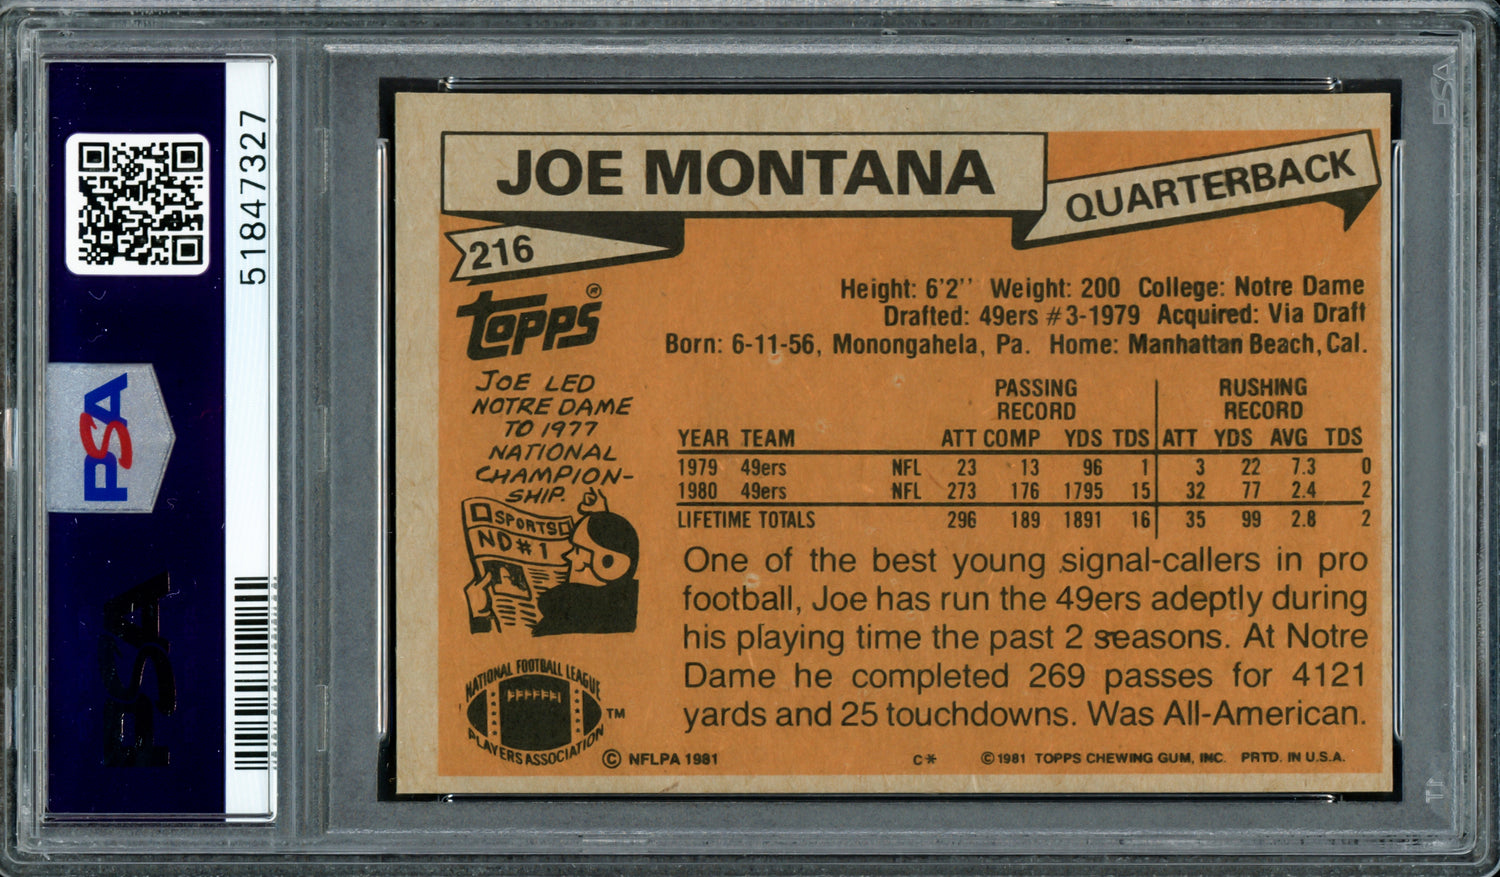 51847327
PSA
PSA
PSA
JOE MONTANA
QUARTERBACK
216
TOPPS®
Height: 6'2'' Weight: 200 College: Notre Dame
Drafted: 49ers #3-1979 Acquired: Via Draft
Born: 6-11-56, Monongahela, Pa. Home: Manhattan Beach, Cal.
JOE LED
NOTRE DAME
TO 1977
NATIONAL
CHAMPION-
SHIP.
SPORTS
ND #1
PASSING RUSHING
RECORD RECORD
YEAR TEAM ATT COMP YDS TDS ATT YDS AVG TDS
1979 49ers NFL 23 13 96 1 3 22 7.3 0
1980 49ers NFL 273 176 1795 15 32 77 2.4 2
LIFETIME TOTALS 296 189 1891 16 35 99 2.8 2
One of the best young signal-callers in pro
football, Joe has run the 49ers adeptly during
his playing time the past 2 seasons. At Notre
Dame he completed 269 passes for 4121
yards and 25 touchdowns. Was All-American.
NATIONAL FOOTBALL LEAGUE
PLAYERS ASSOCIATION
TM
© NFLPA 1981
C*
©1981 TOPPS CHEWING GUM, INC. PRTD. IN U.S.A.